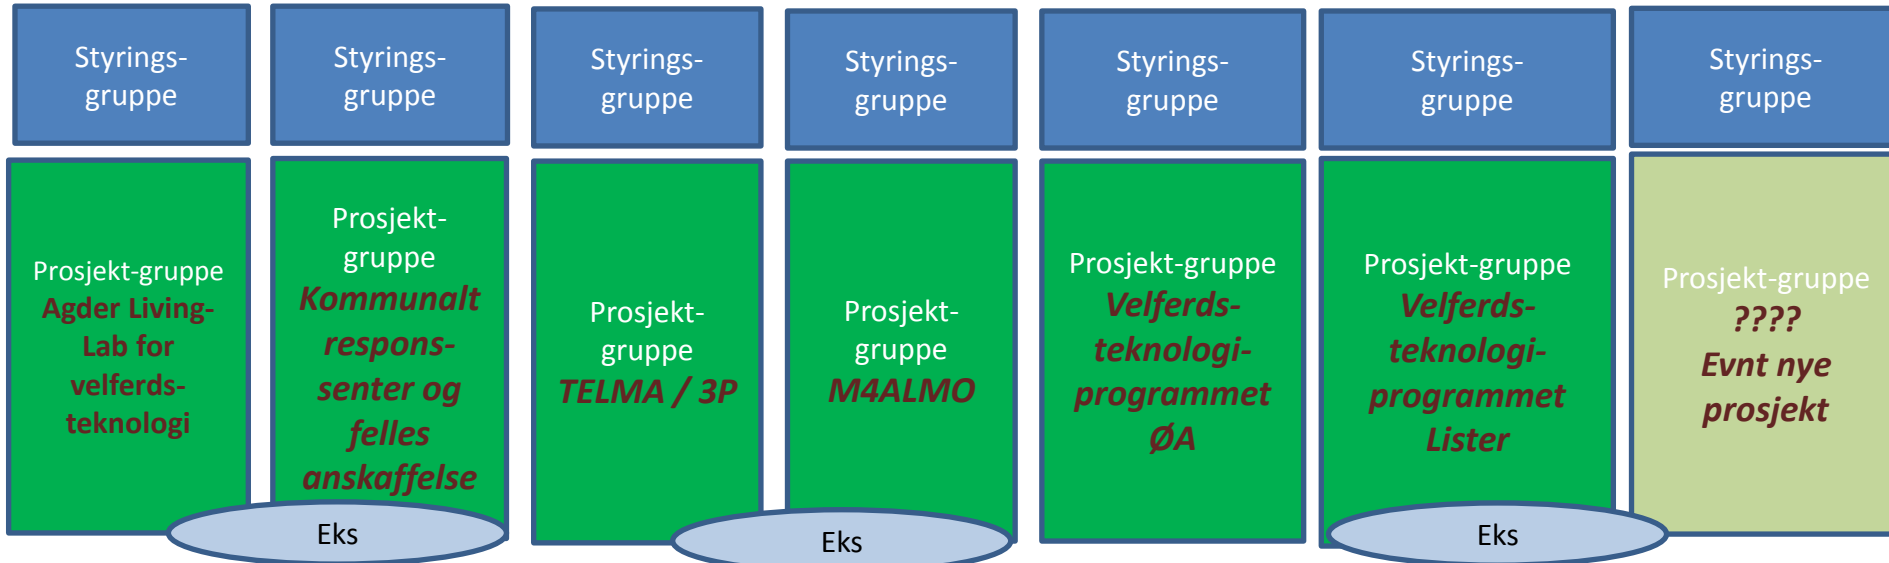 Styrings-
gruppe
Styrings-
gruppe
Styrings-
gruppe
Styrings-
gruppe
Styrings-
gruppe
Styrings-
gruppe
Styrings-
gruppe
Prosjekt-gruppe
Agder Living-
Lab for
velferds-
teknologi
Prosjekt-
gruppe
Kommunalt
respons-
senter og
felles
anskaffelse
Prosjekt-
gruppe
TELMA / 3P
Prosjekt-
gruppe
M4ALMO
Prosjekt-gruppe
Velferds-
teknologi-
programmet
ØA
Prosjekt-gruppe
Velferds-
teknologi-
programmet
Lister
Prosjekt-gruppe
????
Evnt nye
prosjekt
Eks
Eks
Eks